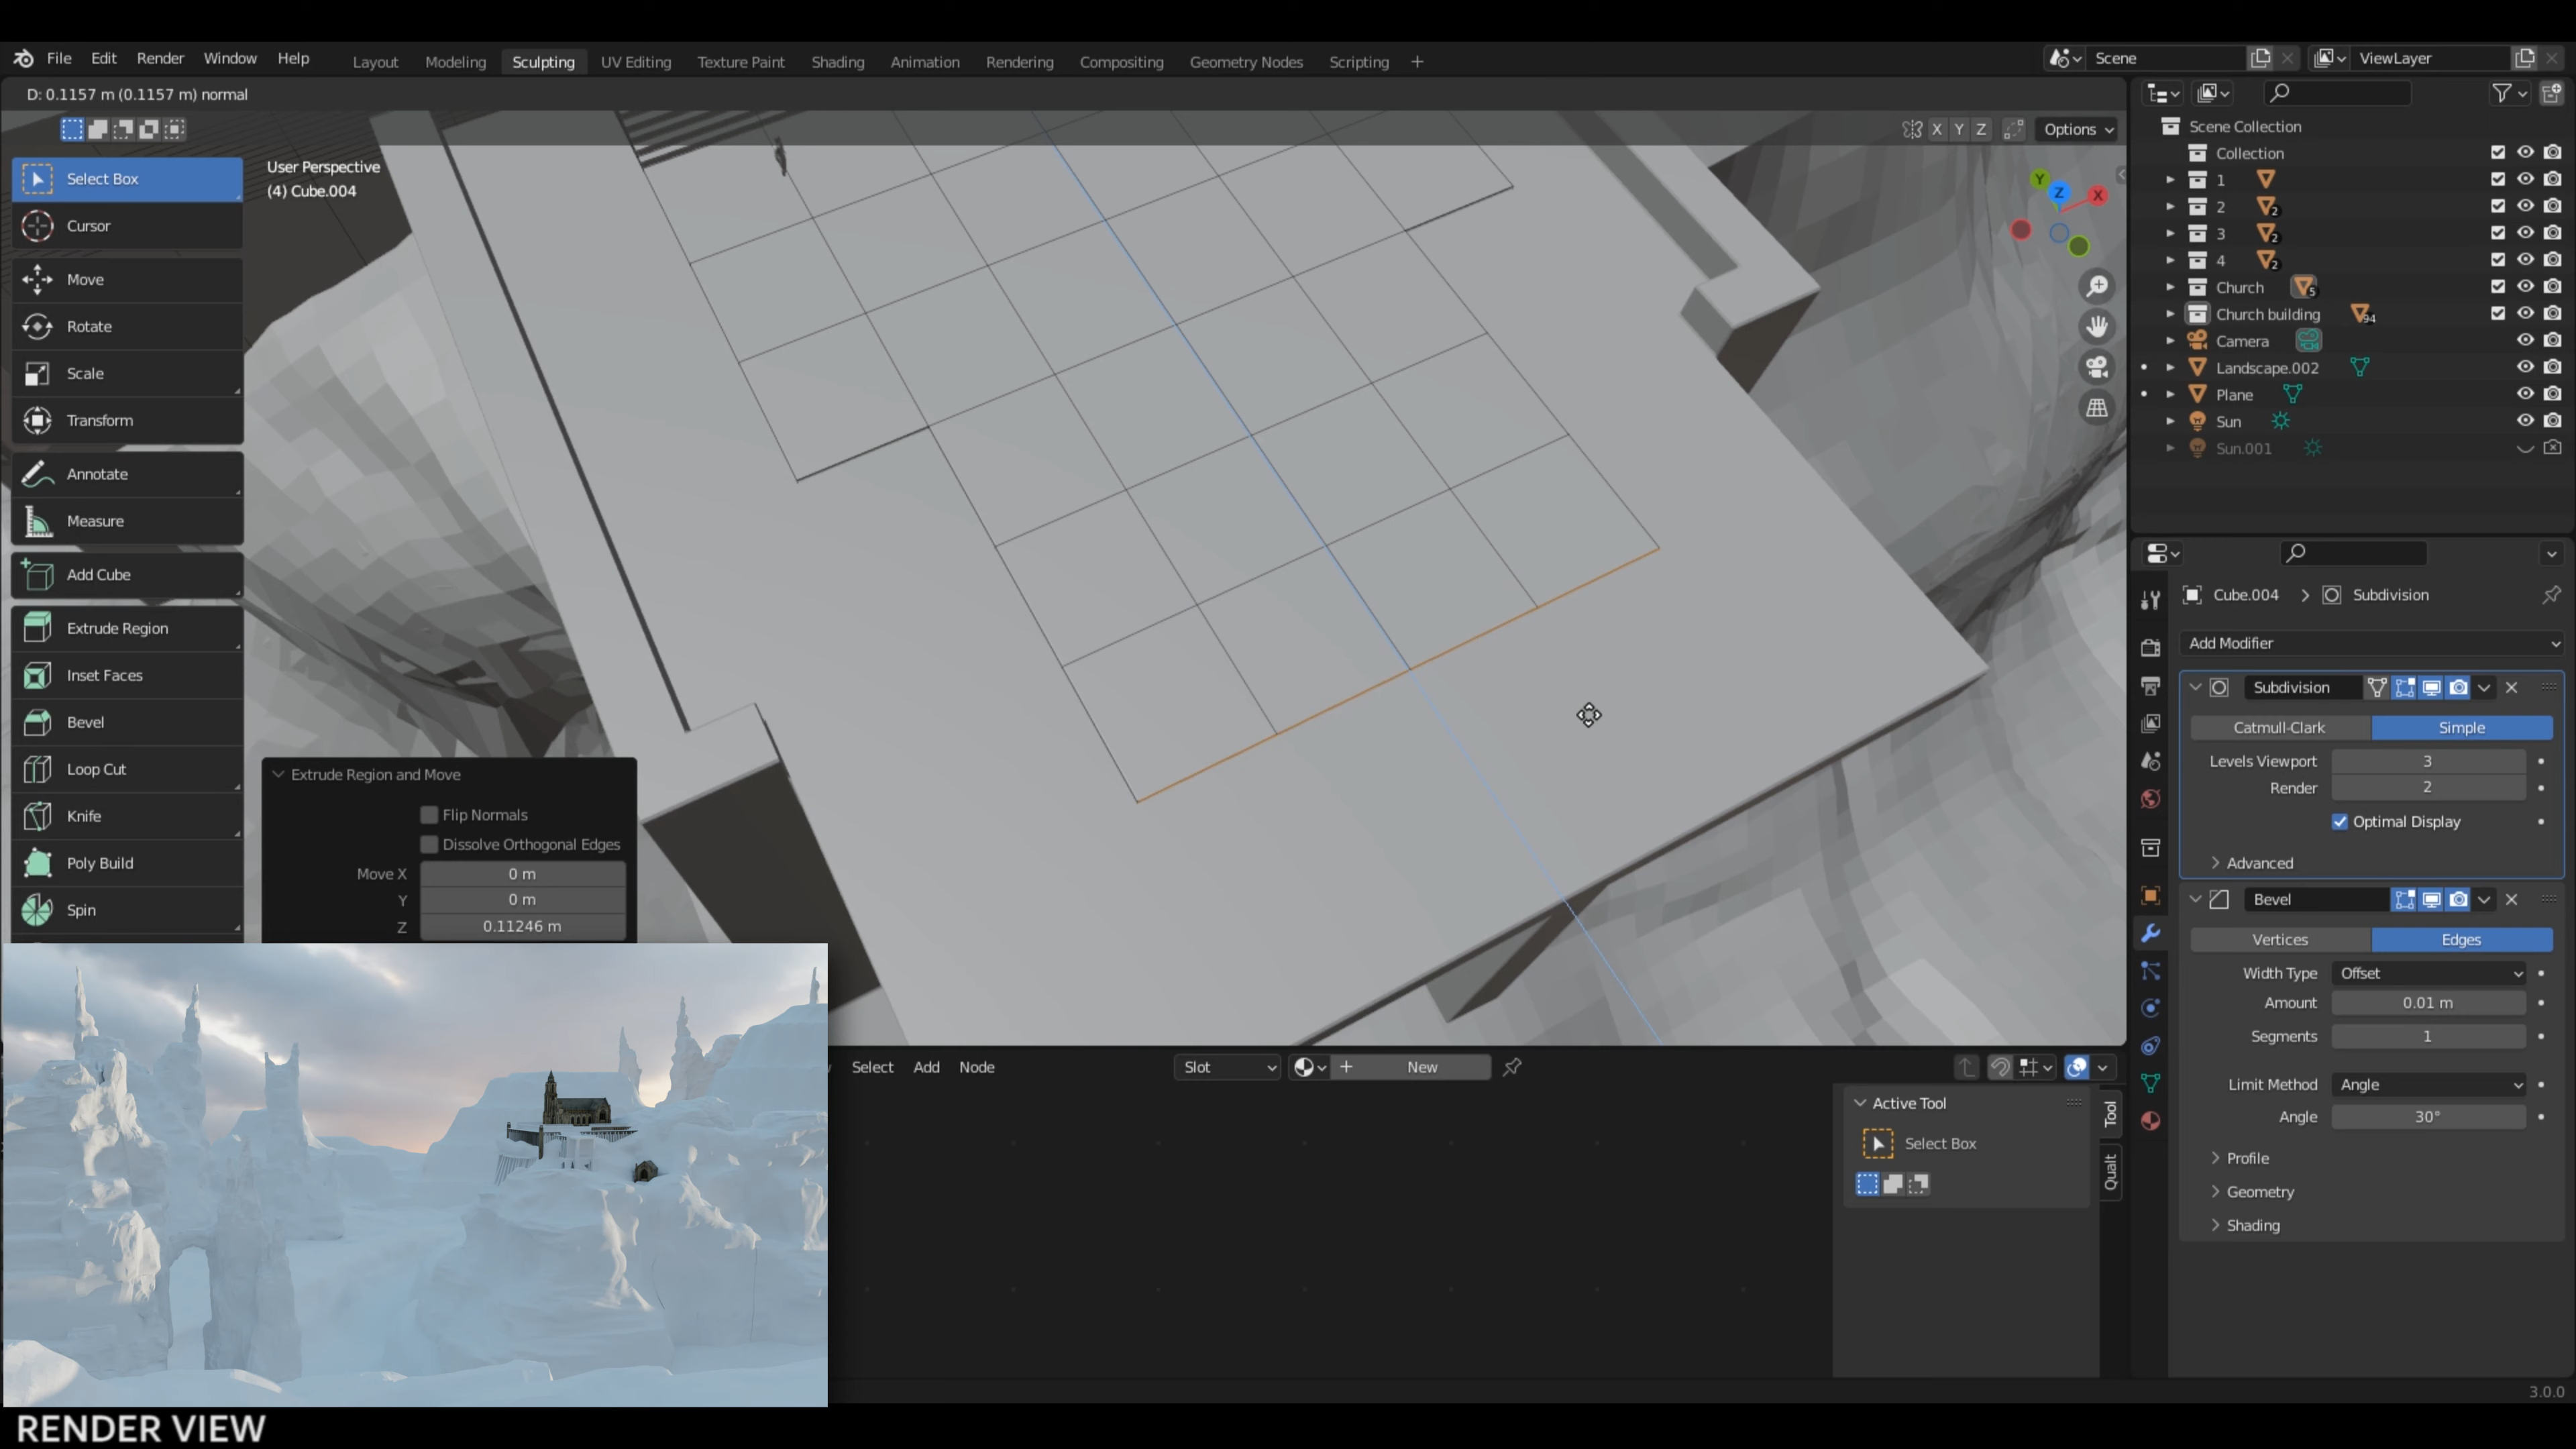 File Edit Render Window Help Layout Modeling Sculpting UV Editing Texture Paint Shading Animation Rendering Compositing Geometry Nodes Scripting + Scene ViewLayer
D: 0.1157 m (0.1157 m) normal
X Y Z Options
User Perspective
(4) Cube.004
Select Box
Cursor
Move
Rotate
Scale
Transform
Annotate
Measure
Add Cube
Extrude Region
Inset Faces
Bevel
Loop Cut
Knife
Poly Build
Spin
Extrude Region and Move
Flip Normals
Dissolve Orthogonal Edges
Move X 0 m
Y 0 m
Z 0.11246 m
Y Z X
Scene Collection
Collection
1
2 2
3 2
4 2
Church 5
Church building 94
Camera
Landscape.002
Plane
Sun
Sun.001
Cube.004 > Subdivision
Add Modifier
Subdivision
Catmull-Clark Simple
Levels Viewport 3
Render 2
Optimal Display
Advanced
Bevel
Vertices Edges
Width Type Offset
Amount 0.01 m
Segments 1
Limit Method Angle
Angle 30°
Profile
Geometry
Shading
Select Add Node Slot New
Active Tool
Select Box
Tool
Qualt
3.0.0
RENDER VIEW